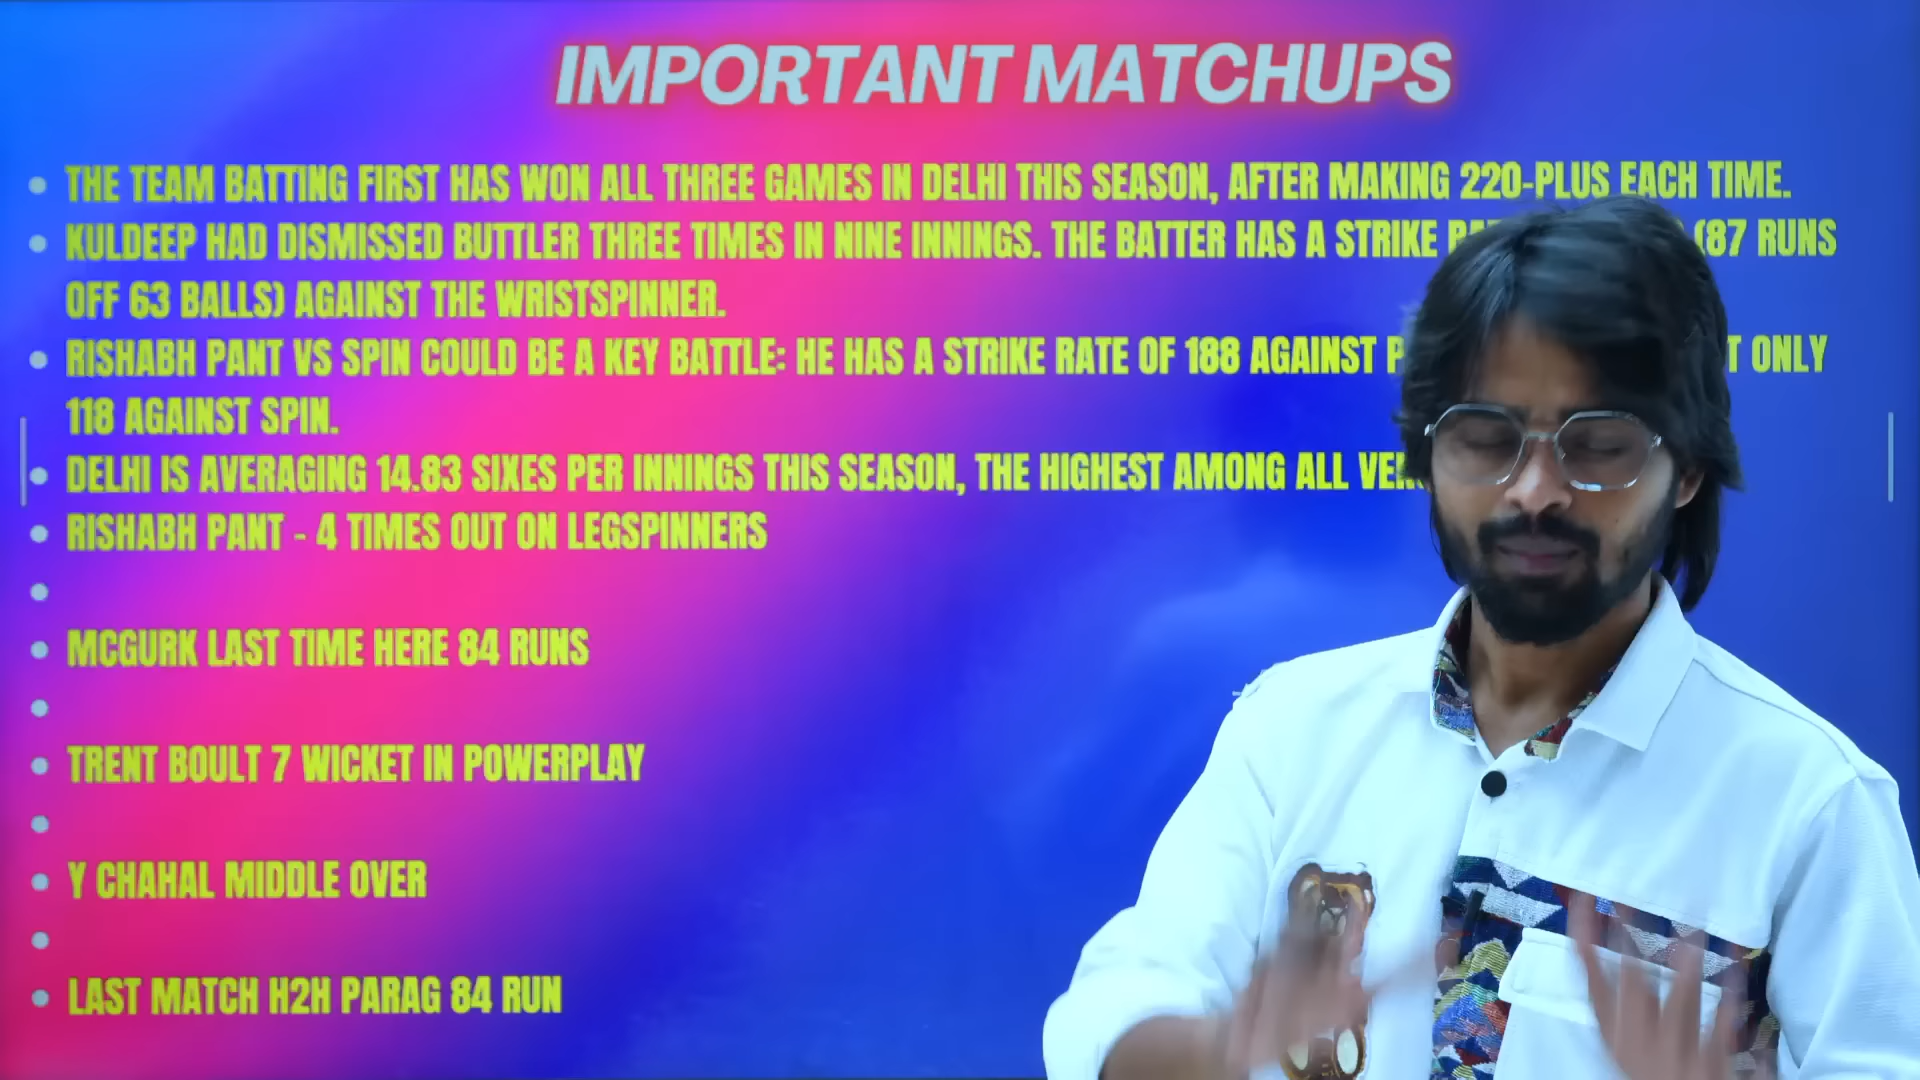 IMPORTANT MATCHUPS
THE TEAM BATTING FIRST HAS WON ALL THREE GAMES IN DELHI THIS SEASON, AFTER MAKING 220-PLUS EACH TIME.
KULDEEP HAD DISMISSED BUTTLER THREE TIMES IN NINE INNINGS. THE BATTER HAS A STRIKE (87 RUNS
OFF 63 BALLS) AGAINST THE WRISTSPINNER.
RISHABH PANT VS SPIN COULD BE A KEY BATTLE: HE HAS A STRIKE RATE OF 188 AGAINST ONLY
118 AGAINST SPIN.
DELHI IS AVERAGING 14.83 SIXES PER INNINGS THIS SEASON, THE HIGHEST AMONG ALL
RISHABH PANT - 4 TIMES OUT ON LEGSPINNERS
MCGURK LAST TIME HERE 84 RUNS
TRENT BOULT 7 WICKET IN POWERPLAY
Y CHAHAL MIDDLE OVER
LAST MATCH H2H PARAG 84 RUN